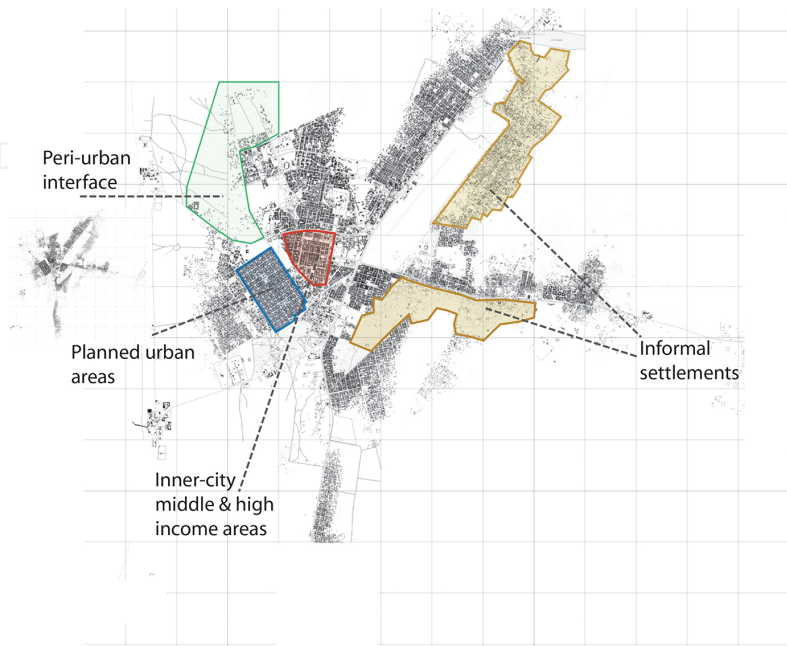 Peri-urban
interface
Planned urban
areas
Informal
settlements
Inner-city
middle & high
income areas